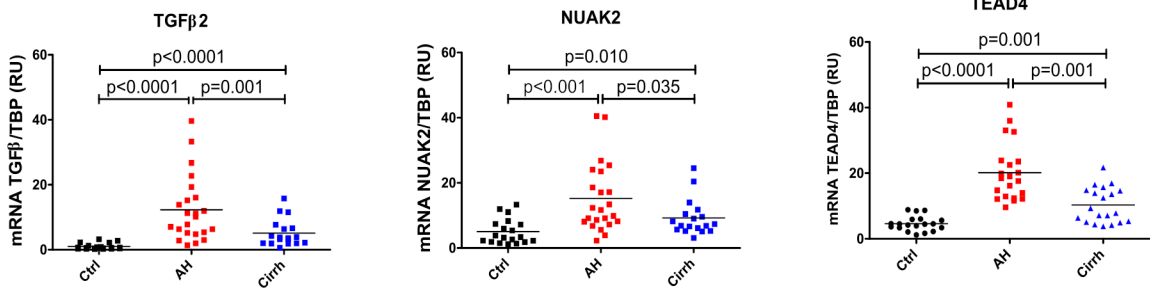 TGFβ2
mRNA TGFβ/TBP (RU)
60
40
20
0
p<0.0001
p<0.0001
p=0.001
Ctrl
AH
Cirrh
NUAK2
mRNA NUAK2/TBP (RU)
60
40
20
0
p=0.010
p<0.001
p=0.035
Ctrl
AH
Cirrh
TEAD4
mRNA TEAD4/TBP (RU)
60
40
20
0
p=0.001
p<0.0001
p=0.001
Ctrl
AH
Cirrh